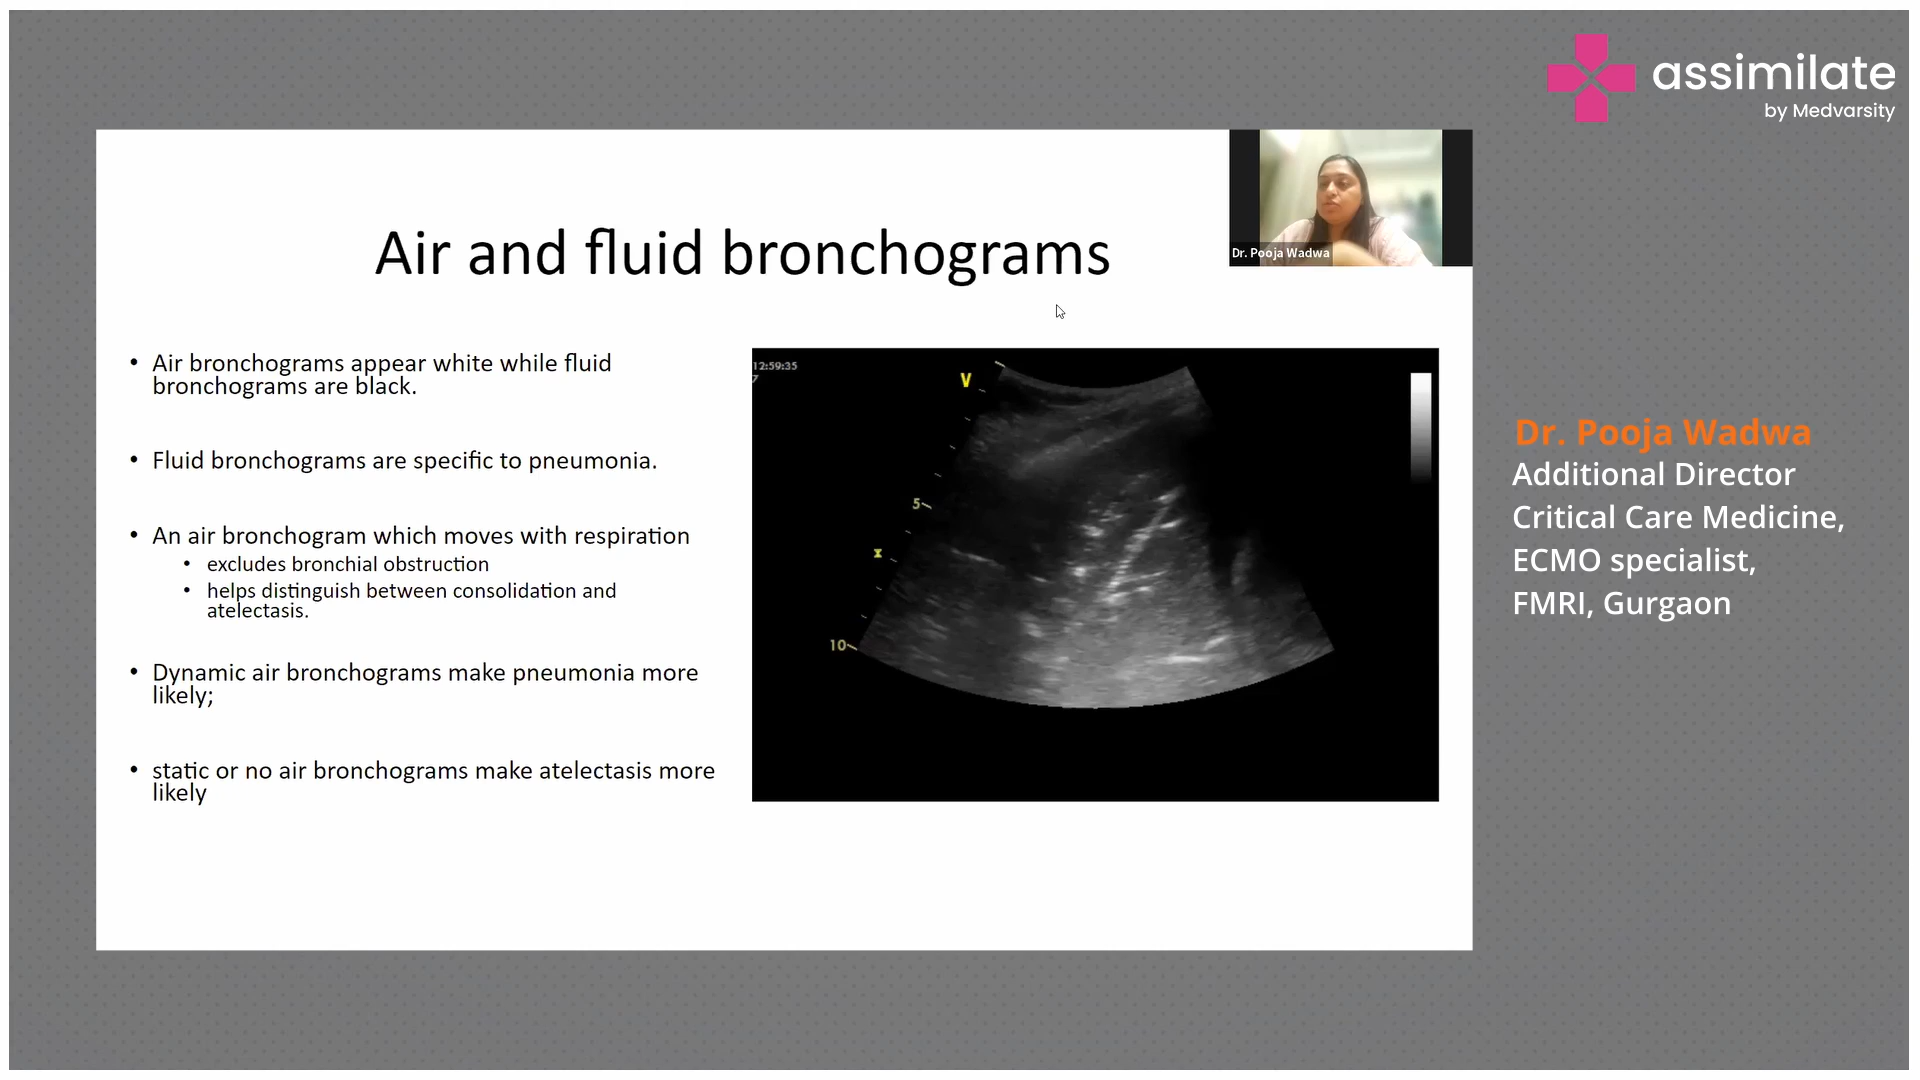 assimilate
by Medvarsity
Dr. Pooja Wadwa
Air and fluid bronchograms
• Air bronchograms appear white while fluid
bronchograms are black.
• Fluid bronchograms are specific to pneumonia.
• An air bronchogram which moves with respiration
• excludes bronchial obstruction
• helps distinguish between consolidation and
atelectasis.
• Dynamic air bronchograms make pneumonia more
likely;
• static or no air bronchograms make atelectasis more
likely
12:59:35
7
V
5
x
10
Dr. Pooja Wadwa
Additional Director
Critical Care Medicine,
ECMO specialist,
FMRI, Gurgaon